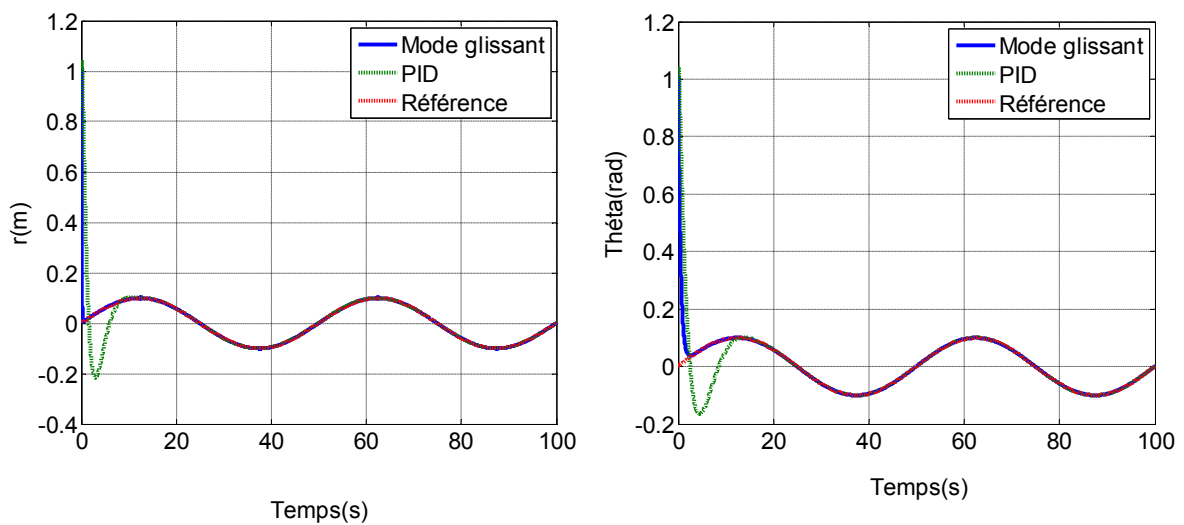 1.2
1
0.8
0.6
0.4
0.2
0
-0.2
-0.4
r(m)
0 20 40 60 80 100
Temps(s)
Mode glissant
PID
Référence
1.2
1
0.8
0.6
0.4
0.2
0
-0.2
Théta(rad)
0 20 40 60 80 100
Temps(s)
Mode glissant
PID
Référence